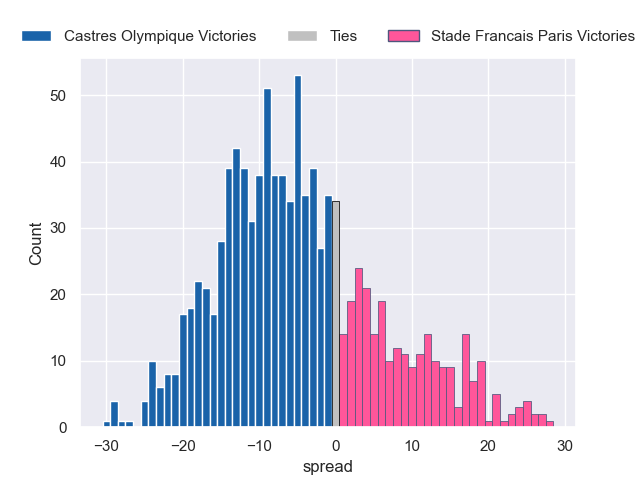 Castres Olympique Victories Ties Stade Francais Paris Victories
50
40
30
20
10
0
Count
−30 −20 −10 0 10 20 30
spread